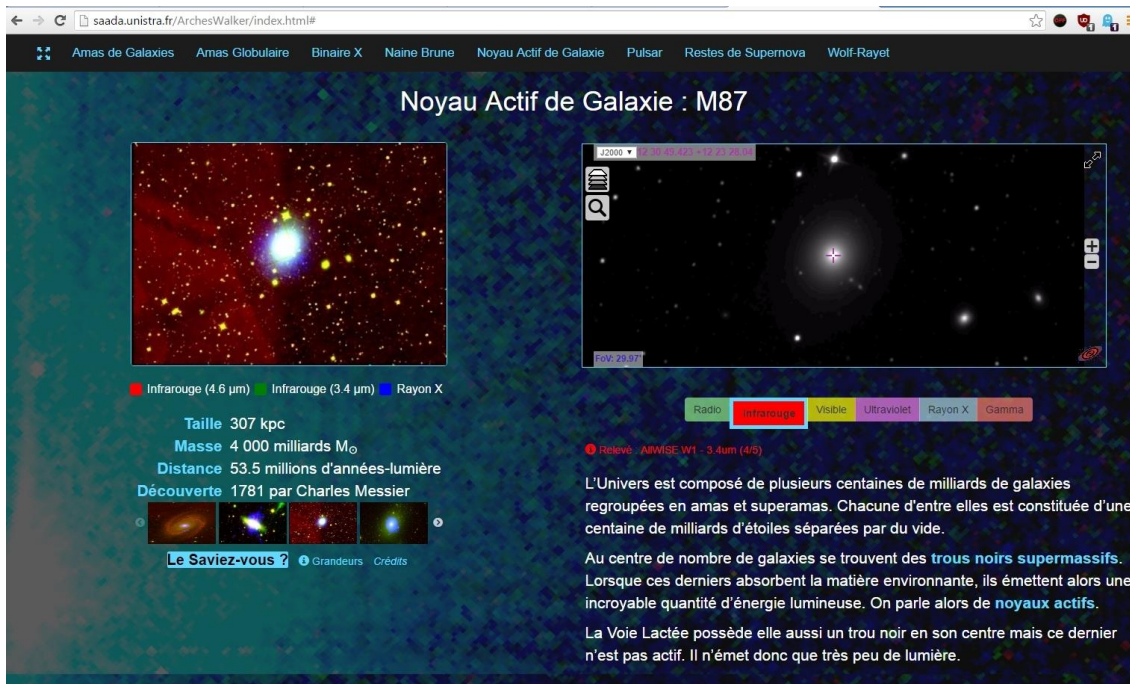 saada.unistra.fr/ArchesWalker/index.html#
Amas de Galaxies Amas Globulaire Binaire X Naine Brune Noyau Actif de Galaxie Pulsar Restes de Supernova Wolf-Rayet
Noyau Actif de Galaxie : M87
J2000 12 30 49.423 +12 23 28.04
FoV: 29.97'
Infrarouge (4.6 µm) Infrarouge (3.4 µm) Rayon X
Taille 307 kpc
Masse 4 000 milliards M☉
Distance 53.5 millions d'années-lumière
Découverte 1781 par Charles Messier
Le Saviez-vous ? Grandeurs Crédits
Radio Infrarouge Visible Ultraviolet Rayon X Gamma
Relevé : AllWISE W1 - 3.4um (4/5)
L'Univers est composé de plusieurs centaines de milliards de galaxies
regroupées en amas et superamas. Chacune d'entre elles est constituée d'une
centaine de milliards d'étoiles séparées par du vide.
Au centre de nombre de galaxies se trouvent des trous noirs supermassifs.
Lorsque ces derniers absorbent la matière environnante, ils émettent alors une
incroyable quantité d'énergie lumineuse. On parle alors de noyaux actifs.
La Voie Lactée possède elle aussi un trou noir en son centre mais ce dernier
n'est pas actif. Il n'émet donc que très peu de lumière.